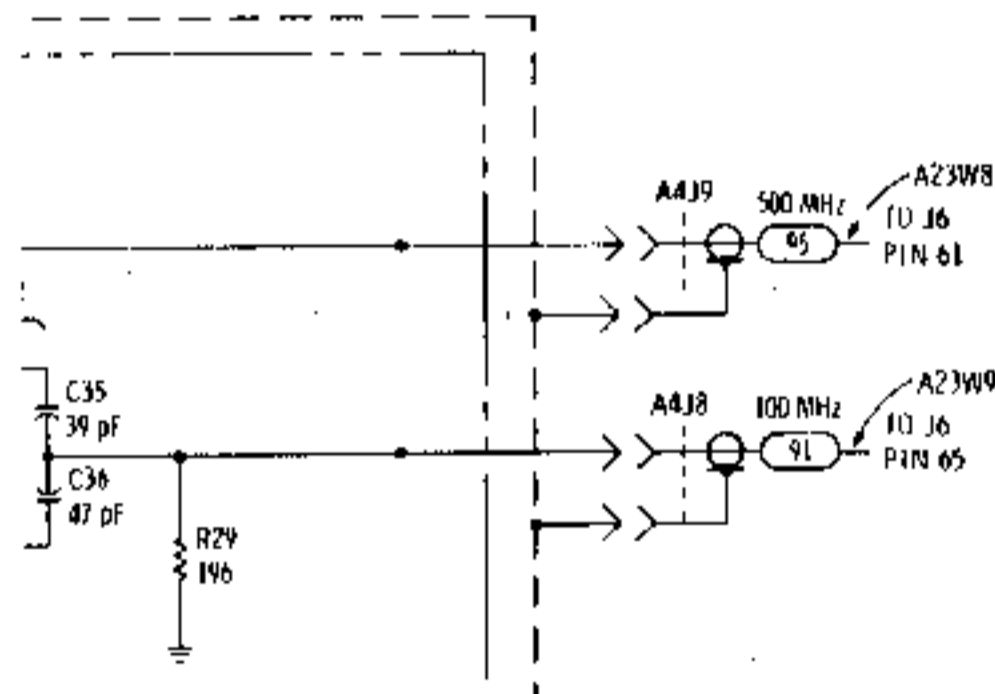 A4J9
500 MHz
95
A23W8
TO J6
PIN 61
C35
39 pF
C36
47 pF
R29
196
A4J8
100 MHz
91
A23W9
TO J6
PIN 65